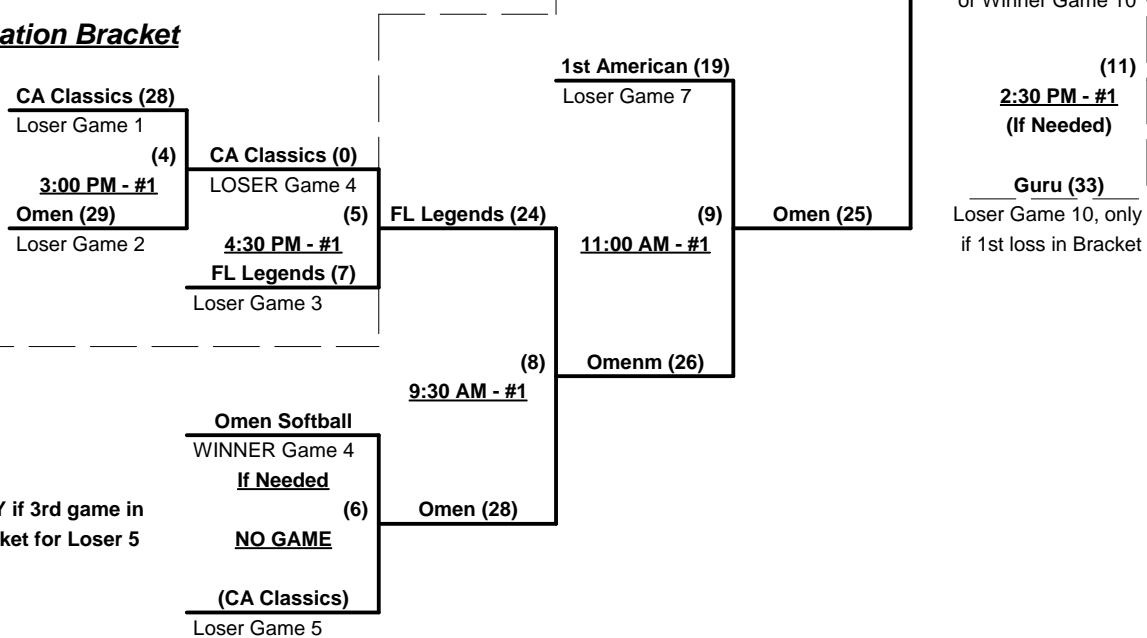 or Winner Game 10
ation Bracket
1st American (19)
Loser Game 7
(11)
2:30 PM - #1
(If Needed)
CA Classics (28)
Loser Game 1
(4)
3:00 PM - #1
Omen (29)
Loser Game 2
CA Classics (0)
LOSER Game 4
(5)
4:30 PM - #1
FL Legends (7)
Loser Game 3
FL Legends (24)
(9)
11:00 AM - #1
Omen (25)
Guru (33)
Loser Game 10, only
if 1st loss in Bracket
(8)
9:30 AM - #1
Omenm (26)
Omen Softball
WINNER Game 4
If Needed
(6)
NO GAME
Omen (28)
Y if 3rd game in
ket for Loser 5
(CA Classics)
Loser Game 5